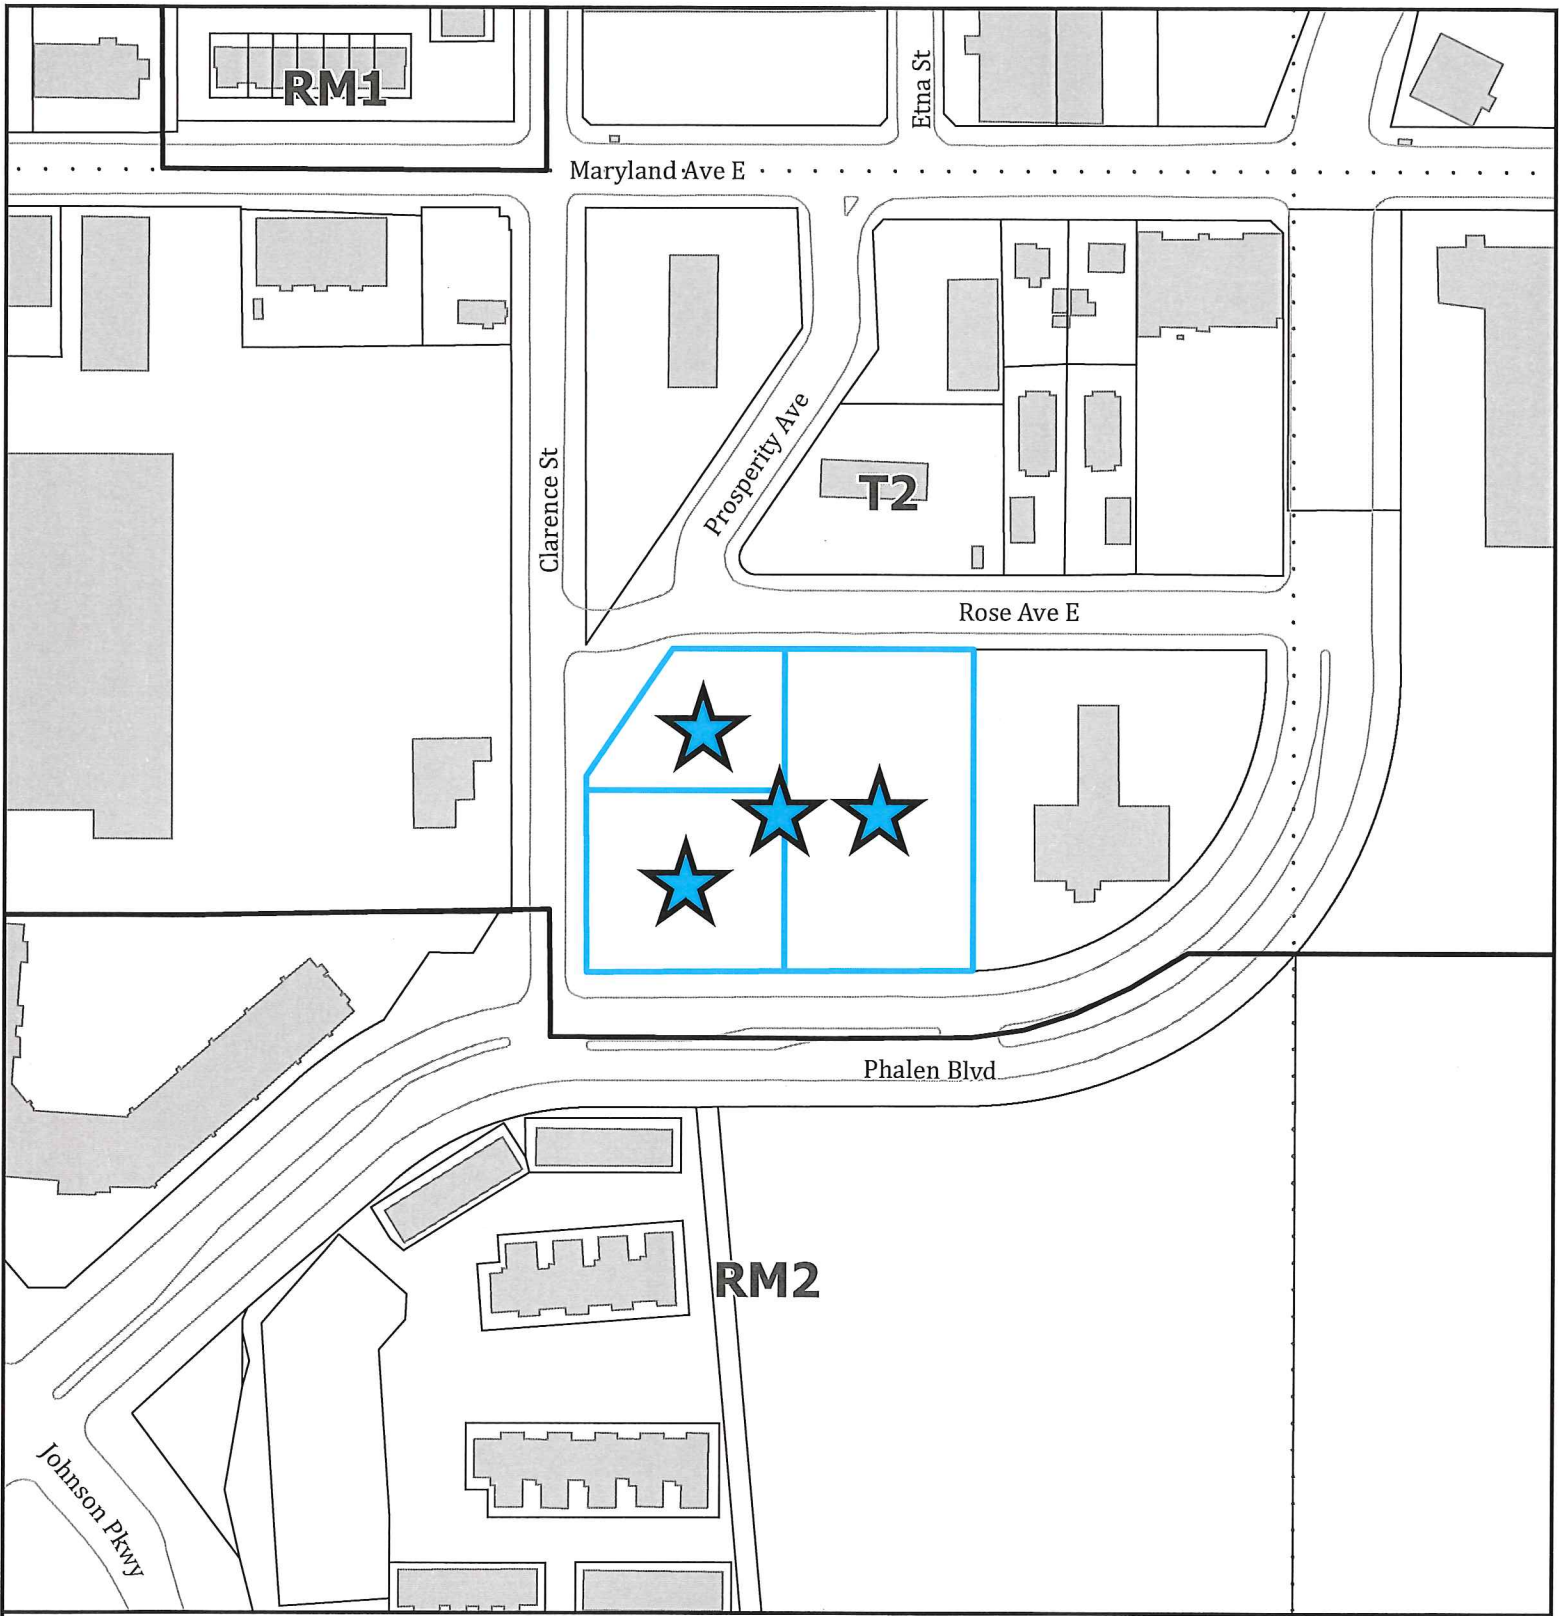 RM1
Etna St
Maryland Ave E
Prosperity Ave
Clarence St
T2
Rose Ave E
Phalen Blvd
RM2
Johnson Pkwy